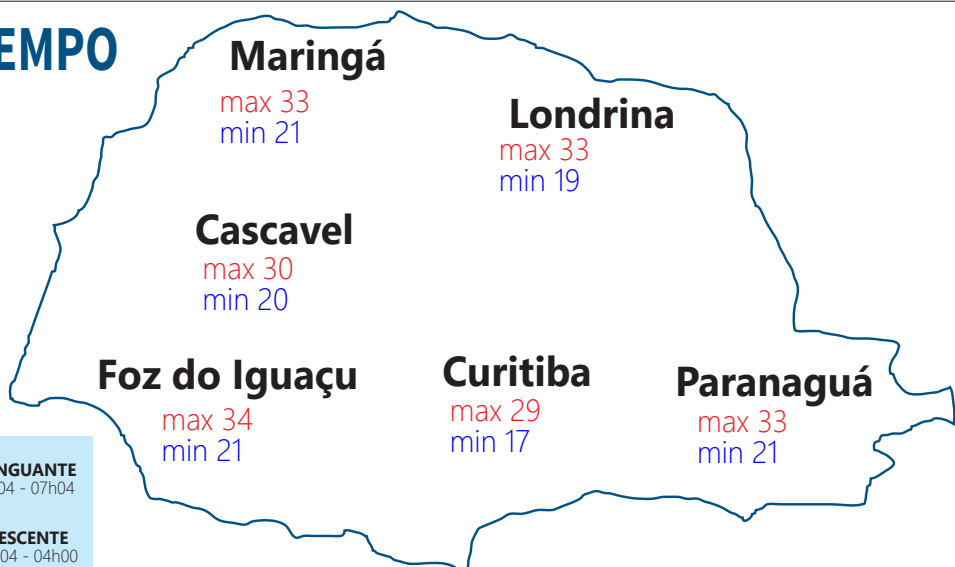 EMPO
Maringá
max 33
min 21
Londrina
max 33
min 19
Cascavel
max 30
min 20
Foz do Iguaçu
max 34
min 21
Curitiba
max 29
min 17
Paranaguá
max 33
min 21
NGUANTE
04 - 07h04
ESCENTE
04 - 04h00